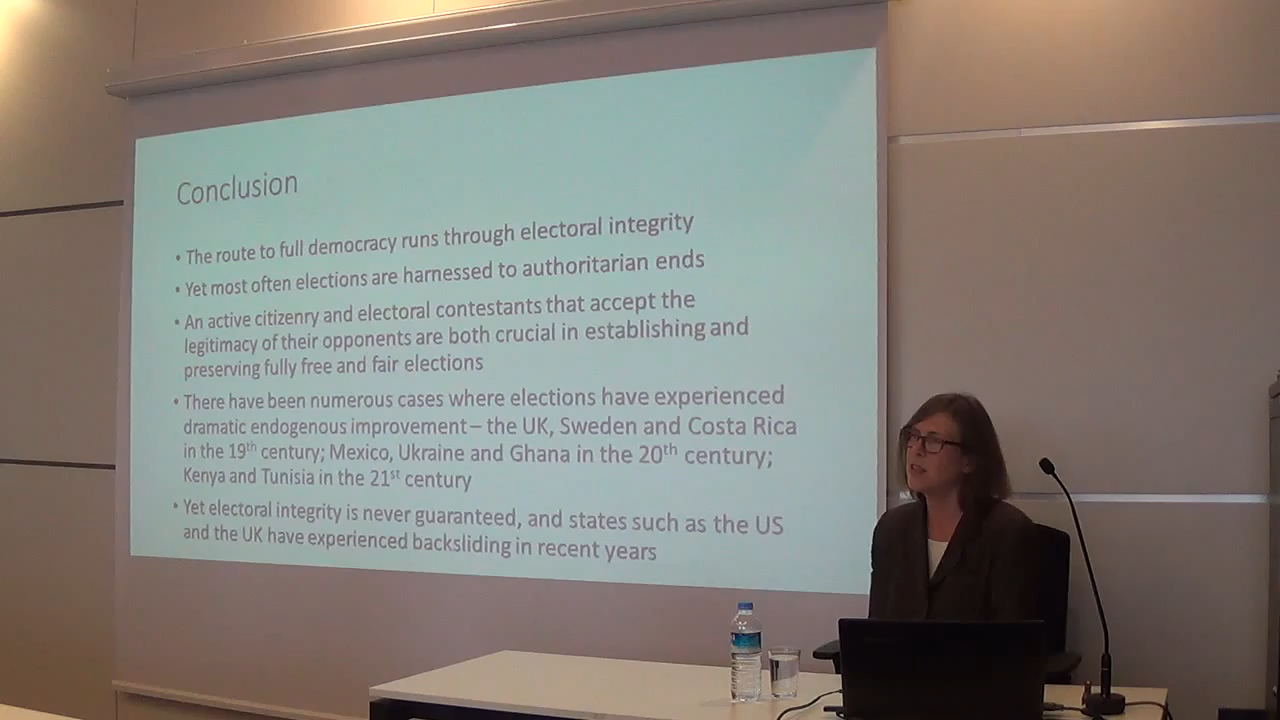 Conclusion
• The route to full democracy runs through electoral integrity
• Yet most often elections are harnessed to authoritarian ends
• An active citizenry and electoral contestants that accept the
legitimacy of their opponents are both crucial in establishing and
preserving fully free and fair elections
• There have been numerous cases where elections have experienced
dramatic endogenous improvement – the UK, Sweden and Costa Rica
in the 19th century; Mexico, Ukraine and Ghana in the 20th century;
Kenya and Tunisia in the 21st century
• Yet electoral integrity is never guaranteed, and states such as the US
and the UK have experienced backsliding in recent years